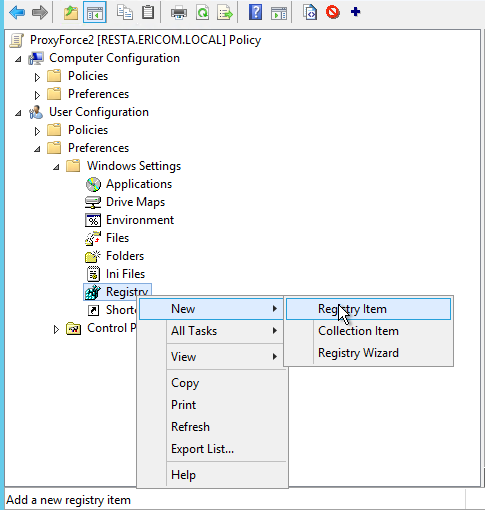 ProxyForce2 [RESTA.ERICOM.LOCAL] Policy
Computer Configuration
Policies
Preferences
User Configuration
Policies
Preferences
Windows Settings
Applications
Drive Maps
Environment
Files
Folders
Ini Files
Registry
Shortc
Control P
New
All Tasks
View
Copy
Print
Refresh
Export List...
Help
Registry Item
Collection Item
Registry Wizard
Add a new registry item